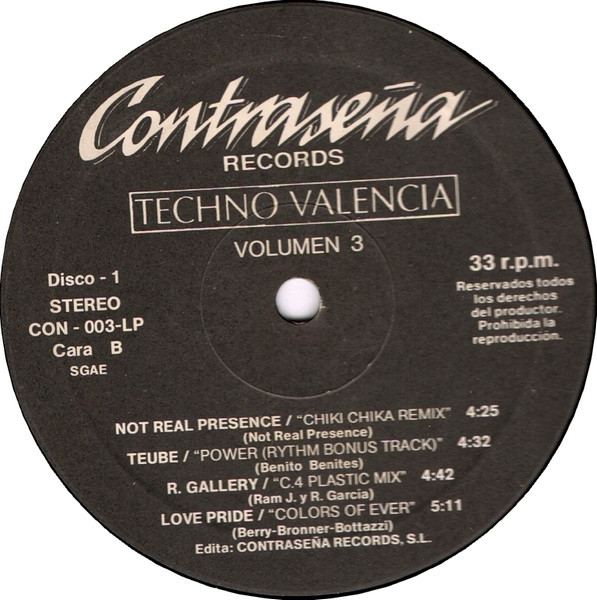 Contraseña
RECORDS
TECHNO VALENCIA
VOLUMEN 3
Disco - 1
STEREO
CON - 003-LP
Cara B
SGAE
33 r.p.m.
Reservados todos
los derechos
del productor.
Prohibida la
reproducción.
NOT REAL PRESENCE / "CHIKI CHIKA REMIX" 4:25
(Not Real Presence)
TEUBE / "POWER (RYTHM BONUS TRACK)" 4:32
(Benito Benites)
R. GALLERY / "C.4 PLASTIC MIX" 4:42
(Ram J. y R. García)
LOVE PRIDE / "COLORS OF EVER" 5:11
(Berry-Bronner-Bottazzi)
Edita: CONTRASEÑA RECORDS, S.L.